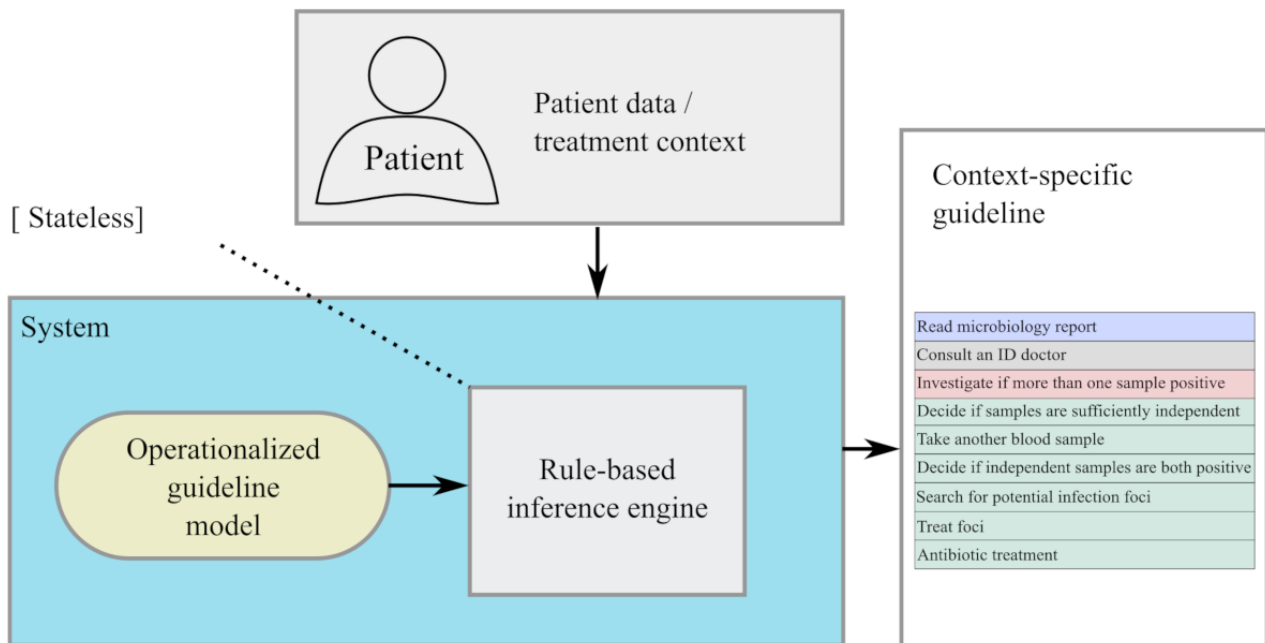 Patient
Patient data /
treatment context
[ Stateless]
System
Operationalized
guideline
model
Rule-based
inference engine
Context-specific
guideline
Read microbiology report
Consult an ID doctor
Investigate if more than one sample positive
Decide if samples are sufficiently independent
Take another blood sample
Decide if independent samples are both positive
Search for potential infection foci
Treat foci
Antibiotic treatment